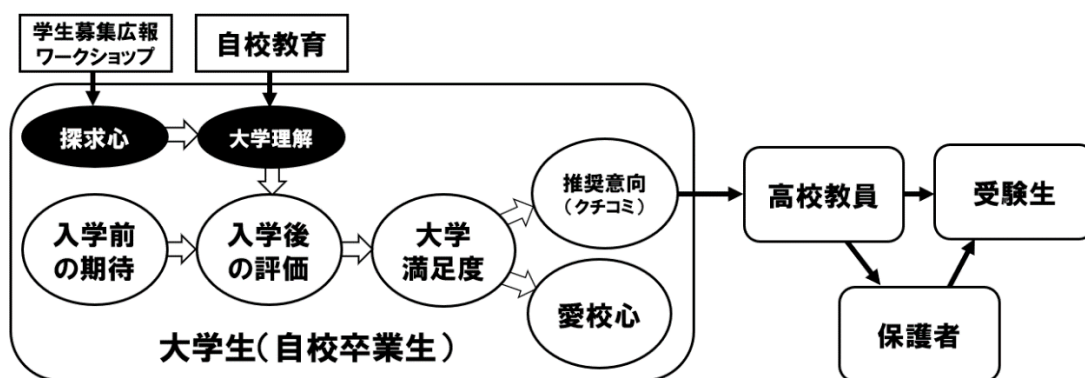 学生募集広報
ワークショップ
自校教育
探求心
大学理解
推奨意向
（クチコミ）
高校教員
受験生
入学前
の期待
入学後
の評価
大学
満足度
愛校心
保護者
大学生（自校卒業生）